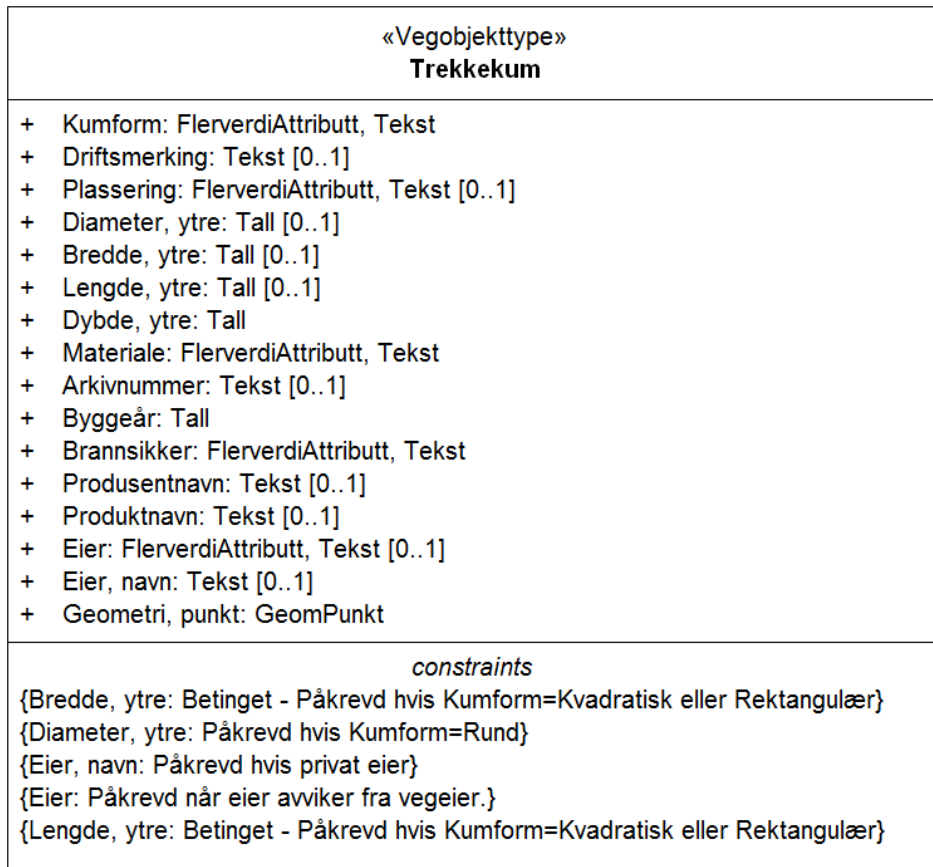 «Vegobjekttype»
Trekkekum
+ Kumform: FlerverdiAttributt, Tekst
+ Driftsmerking: Tekst [0..1]
+ Plassering: FlerverdiAttributt, Tekst [0..1]
+ Diameter, ytre: Tall [0..1]
+ Bredde, ytre: Tall [0..1]
+ Lengde, ytre: Tall [0..1]
+ Dybde, ytre: Tall
+ Materiale: FlerverdiAttributt, Tekst
+ Arkivnummer: Tekst [0..1]
+ Byggeår: Tall
+ Brannsikker: FlerverdiAttributt, Tekst
+ Produsentnavn: Tekst [0..1]
+ Produktnavn: Tekst [0..1]
+ Eier: FlerverdiAttributt, Tekst [0..1]
+ Eier, navn: Tekst [0..1]
+ Geometri, punkt: GeomPunkt
constraints
{Bredde, ytre: Betinget - Påkrevd hvis Kumform=Kvadratisk eller Rektangulær}
{Diameter, ytre: Påkrevd hvis Kumform=Rund}
{Eier, navn: Påkrevd hvis privat eier}
{Eier: Påkrevd når eier avviker fra vegeier.}
{Lengde, ytre: Betinget - Påkrevd hvis Kumform=Kvadratisk eller Rektangulær}